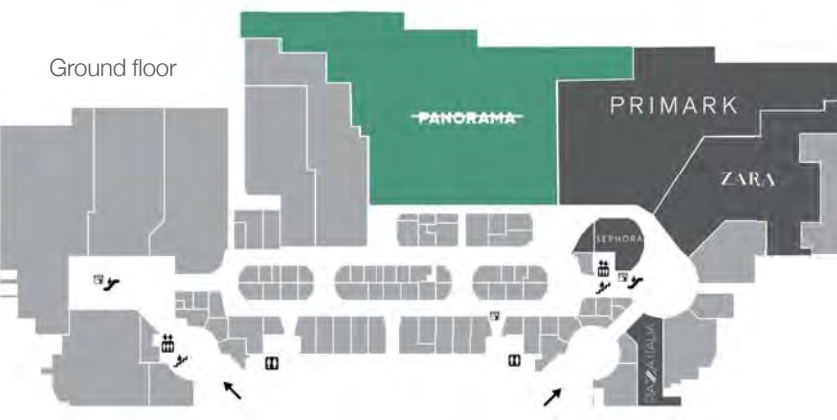 Ground floor
PANORAMA
PRIMARK
ZARA
SEPHORA
PIAZZA ITALIA